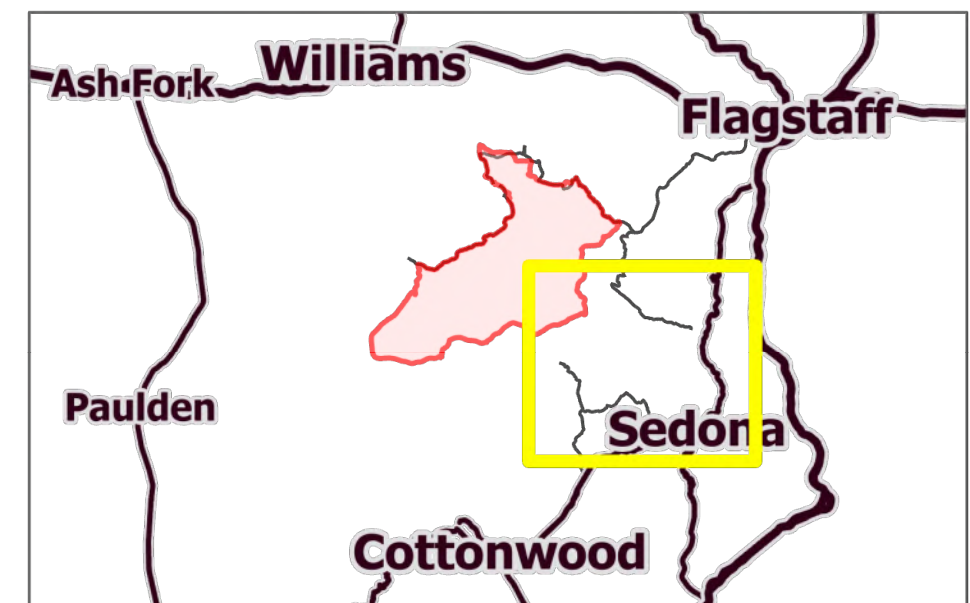 Williams
Ash Fork
Flagstaff
Paulden
Sedona
Cottonwood